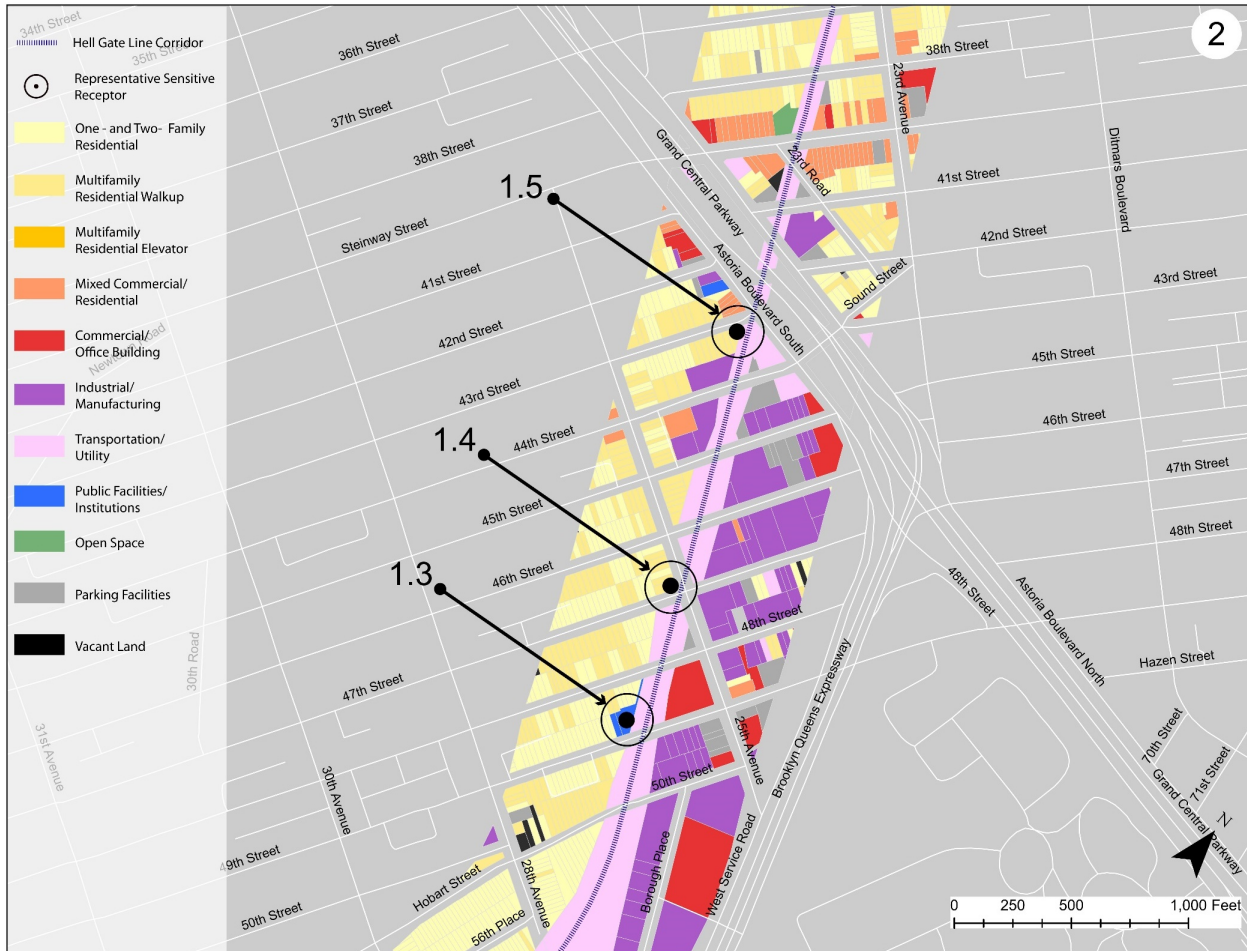 2
34th Street
35th Street
36th Street
37th Street
38th Street
Steinway Street
41st Street
42nd Street
43rd Street
44th Street
45th Street
46th Street
47th Street
49th Street
50th Street
Hobart Street
56th Place
28th Avenue
30th Avenue
31st Avenue
30th Road
Hell Gate Line Corridor
Representative Sensitive
Receptor
One - and Two- Family
Residential
Multifamily
Residential Walkup
Multifamily
Residential Elevator
Mixed Commercial/
Residential
Commercial/
Office Building
Industrial/
Manufacturing
Transportation/
Utility
Public Facilities/
Institutions
Open Space
Parking Facilities
Vacant Land
1.5
1.4
1.3
Grand Central Parkway
Astoria Boulevard South
23rd Road
23rd Avenue
38th Street
41st Street
42nd Street
43rd Street
Sound Street
Ditmars Boulevard
45th Street
46th Street
47th Street
48th Street
48th Street
48th Street
Astoria Boulevard North
Hazen Street
70th Street
71st Street
Grand Central Parkway
Brooklyn Queens Expressway
25th Avenue
50th Street
Borough Place
West Service Road
N
0 250 500 1,000 Feet